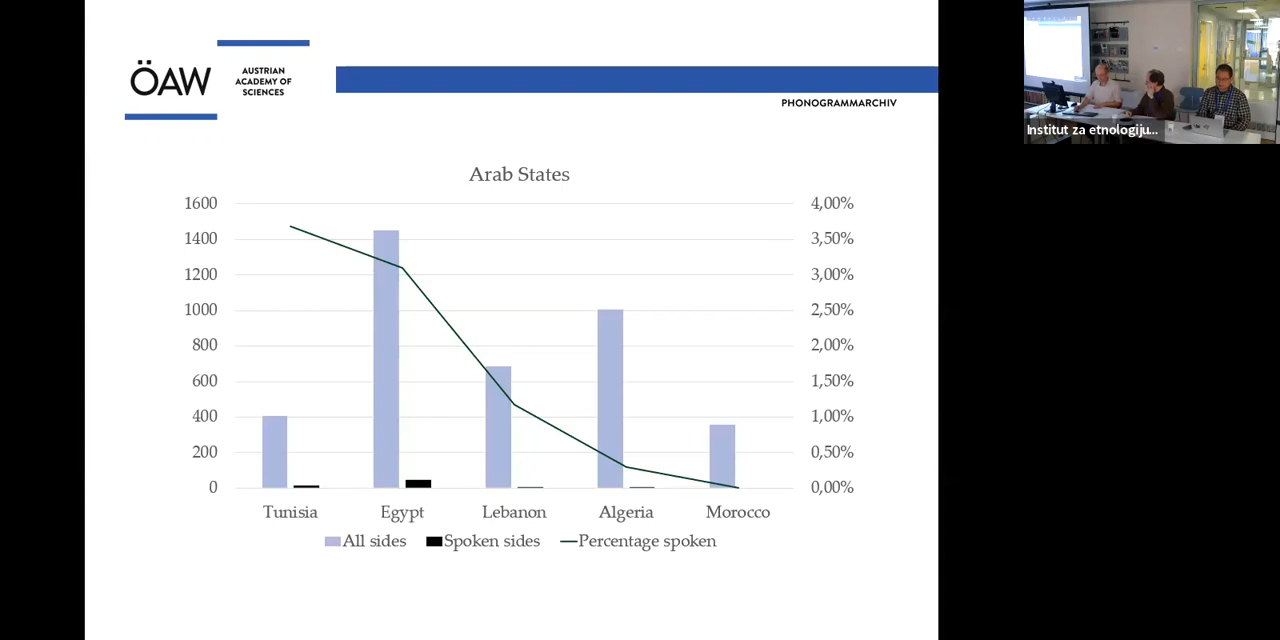 ÖAW
AUSTRIAN
ACADEMY OF
SCIENCES
PHONOGRAMMARCHIV
Institut za etnologiju...
Arab States
1600 4,00%
1400 3,50%
1200 3,00%
1000 2,50%
800 2,00%
600 1,50%
400 1,00%
200 0,50%
0 0,00%
Tunisia Egypt Lebanon Algeria Morocco
All sides Spoken sides Percentage spoken